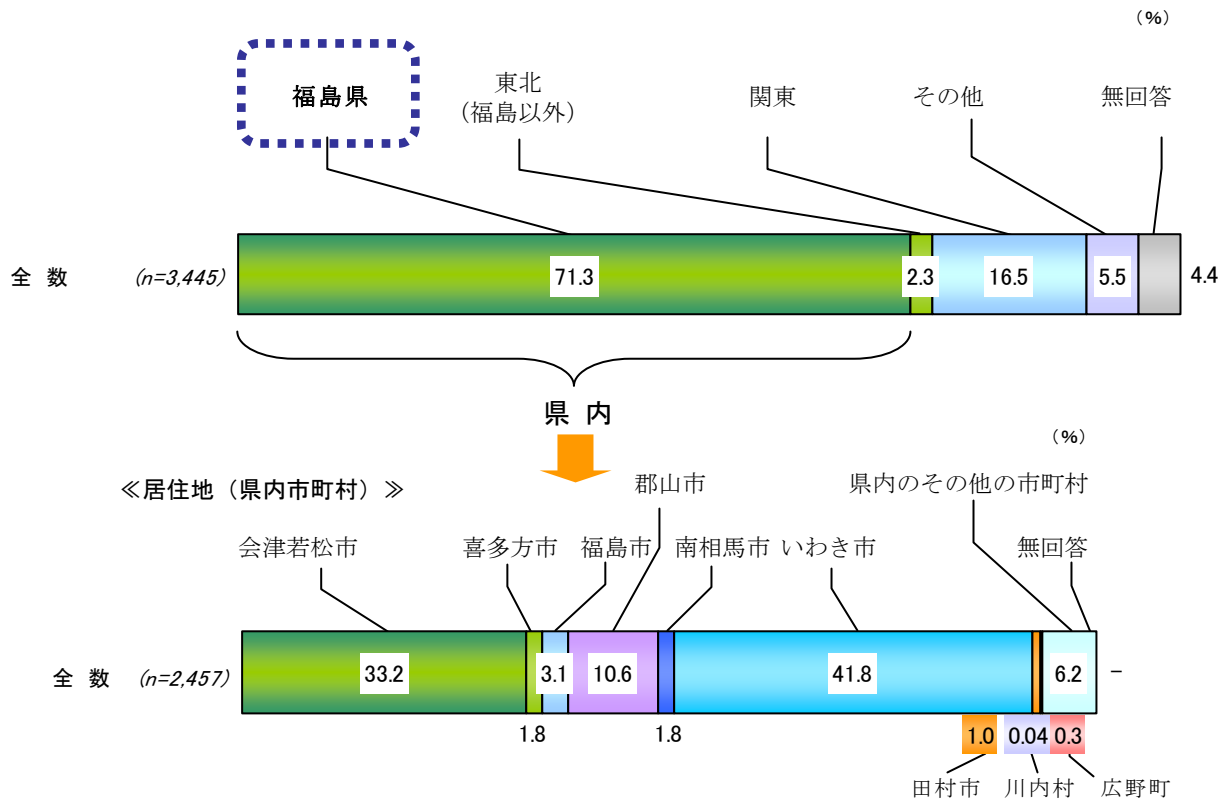 （%）
福島県
東北
（福島以外）
関東
その他
無回答
全 数 (n=3,445) 71.3 2.3 16.5 5.5 4.4
県 内
（%）
≪居住地（県内市町村）≫
会津若松市
喜多方市
福島市
郡山市
南相馬市
いわき市
県内のその他の市町村
無回答
全 数 (n=2,457) 33.2 3.1 10.6 41.8 6.2 -
1.8 1.8 1.0 0.04 0.3
田村市 川内村 広野町